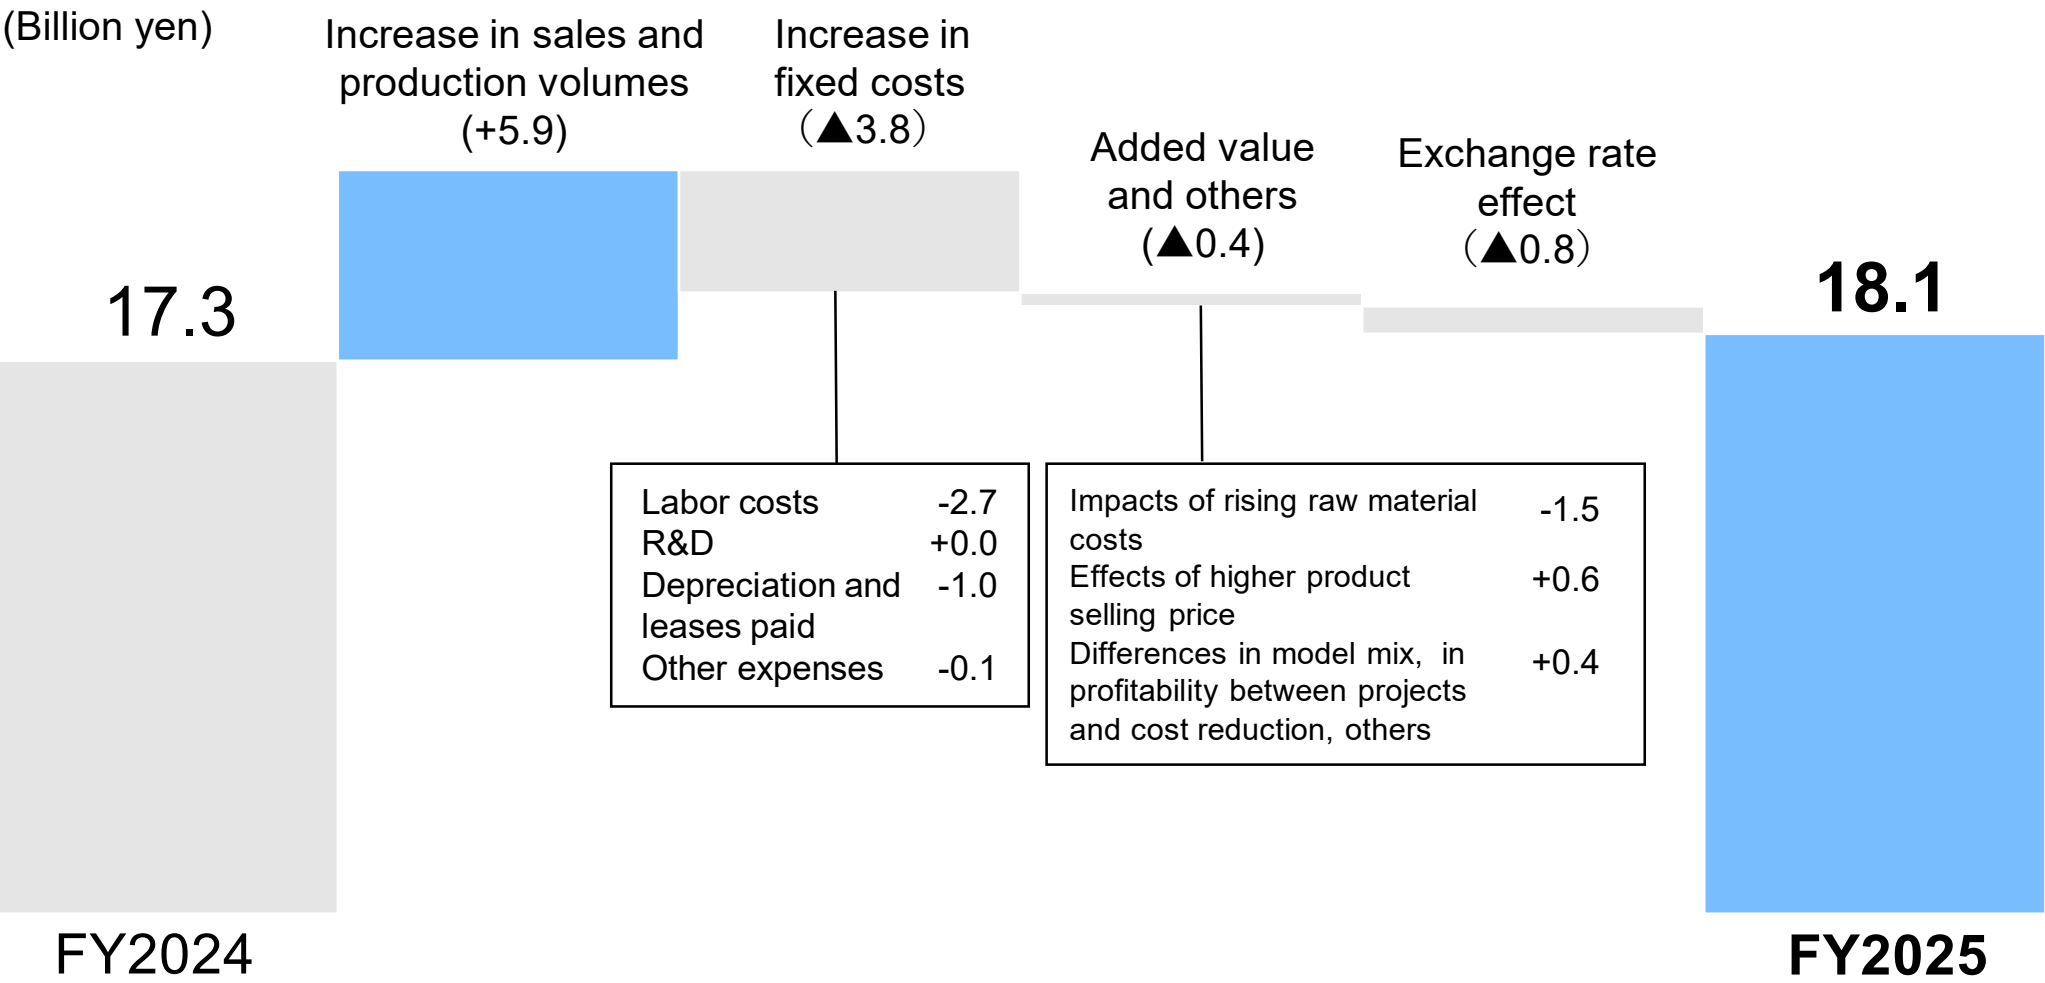 (Billion yen)
Increase in sales and
production volumes
(+5.9)
Increase in
fixed costs
（▲3.8）
Added value
and others
(▲0.4)
Exchange rate
effect
（▲0.8）
17.3
18.1
Labor costs -2.7
R&D +0.0
Depreciation and -1.0
leases paid
Other expenses -0.1
Impacts of rising raw material -1.5
costs
Effects of higher product +0.6
selling price
Differences in model mix, in +0.4
profitability between projects
and cost reduction, others
FY2024
FY2025